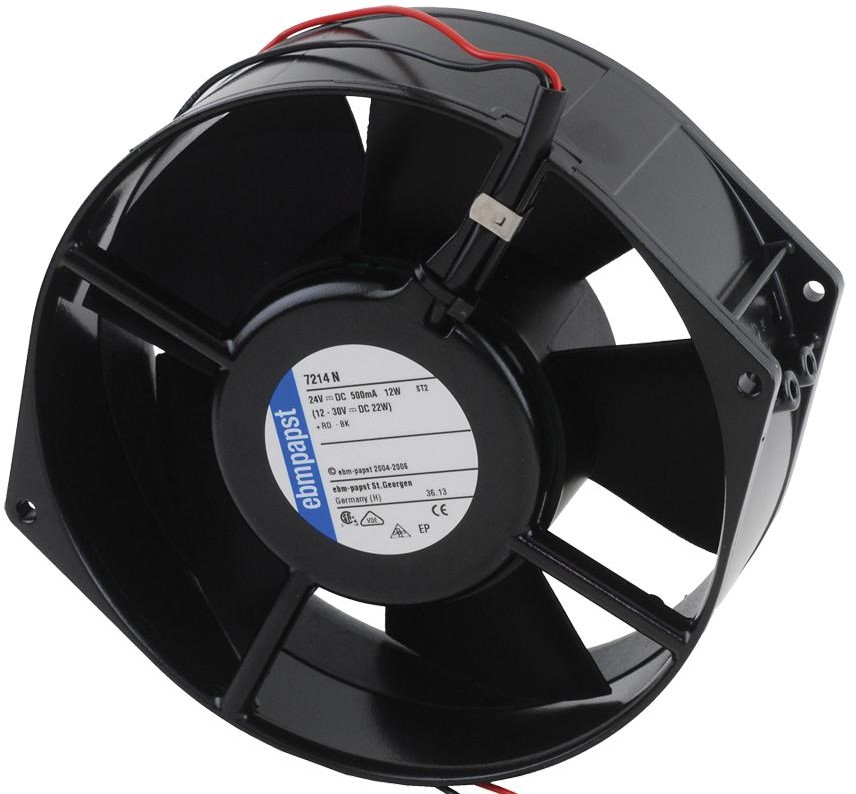 ebmpapst
7214 N
24V ⎓ DC 500mA 12W ST2
(12 - 30V ⎓ DC 22W)
+RD -BK
© ebm-papst 2004-2006
ebm-papst St.Georgen
Germany (H) 36.13
CE
VDE
EP